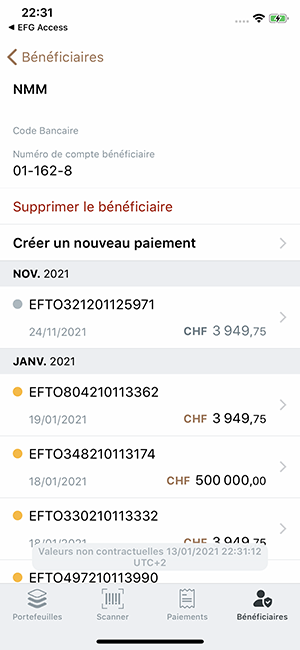 22:31
◀ EFG Access
Bénéficiaires
NMM
Code Bancaire
Numéro de compte bénéficiaire
01-162-8
Supprimer le bénéficiaire
Créer un nouveau paiement
NOV. 2021
EFTO321201125971
24/11/2021 CHF 3 949,75
JANV. 2021
EFTO804210113362
19/01/2021 CHF 3 949,75
EFTO348210113174
18/01/2021 CHF 500 000,00
EFTO330210113332
18/01/2021 CHF 3 949,75
Valeurs non contractuelles 13/01/2021 22:31:12
UTC+2
EFTO497210113990
Portefeuilles Scanner Paiements Bénéficiaires